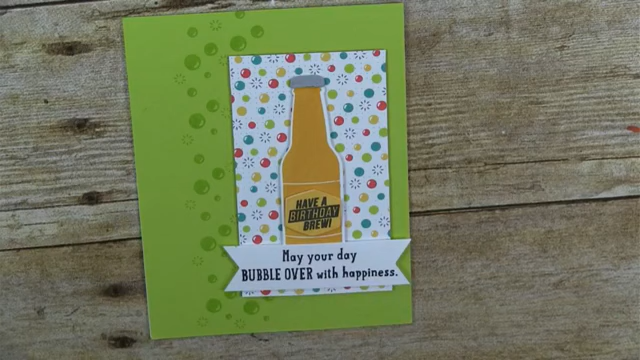 HAVE A
BIRTHDAY
BREW!
May your day
BUBBLE OVER with happiness.